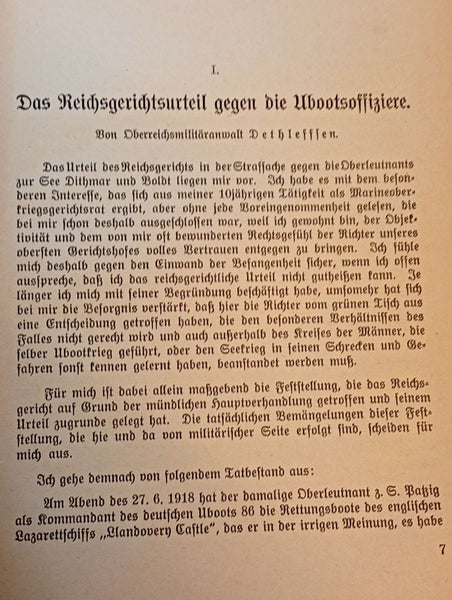 I.
Das Reichsgerichtsurteil gegen die Ubootsoffiziere.
Von Oberreichsmilitäranwalt Dethlefssen.
Das Urteil des Reichsgerichts in der Strafsache gegen die Oberleutnants
zur See Dithmar und Boldt liegen mir vor. Ich habe es mit dem beson-
deren Interesse, das sich aus meiner 10jährigen Tätigkeit als Marineober-
kriegsgerichtsrat ergibt, aber ohne jede Voreingenommenheit gelesen, die
bei mir schon deshalb ausgeschlossen war, weil ich gewohnt bin, der Objek-
tivität und dem von mir oft bewunderten Rechtsgefühl der Richter unseres
obersten Gerichtshofes volles Vertrauen entgegen zu bringen. Ich fühle
mich deshalb gegen den Einwand der Befangenheit sicher, wenn ich offen
ausspreche, daß ich das reichsgerichtliche Urteil nicht gutheißen kann. Je
länger ich mich mit seiner Begründung beschäftigt habe, umsomehr hat sich
bei mir die Besorgnis verstärkt, daß hier die Richter vom grünen Tisch aus
eine Entscheidung getroffen haben, die den besonderen Verhältnissen des
Falles nicht gerecht wird und auch außerhalb des Kreises der Männer, die
selber Ubootkrieg geführt, oder den Seekrieg in seinen Schrecken und Ge-
fahren sonst kennen gelernt haben, beanstandet werden muß.
Für mich ist dabei allein maßgebend die Feststellung, die das Reichs-
gericht auf Grund der mündlichen Hauptverhandlung getroffen und seinem
Urteil zugrunde gelegt hat. Die tatsächlichen Bemängelungen dieser Fest-
stellung, die hie und da von militärischer Seite erfolgt sind, scheiden für
mich aus.
Ich gehe demnach von folgendem Tatbestand aus:
Am Abend des 27. 6. 1918 hat der damalige Oberleutnant z. S. Patzig
als Kommandant des deutschen Uboots 86 die Rettungsboote des englischen
Lazarettschiffs „Llandovery Castle“, das er in der irrigen Meinung, es habe
7